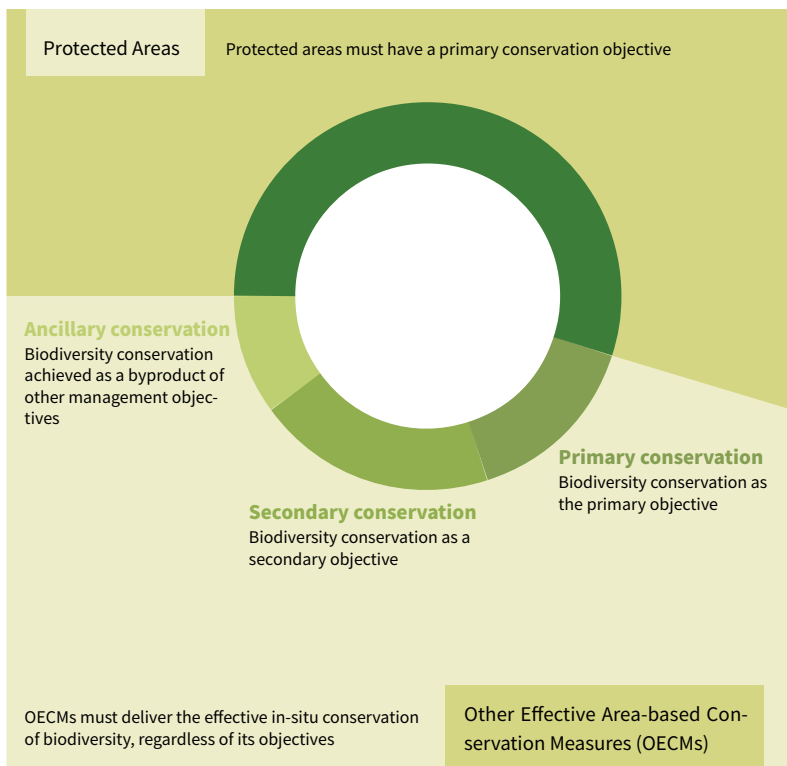 Protected Areas
Protected areas must have a primary conservation objective
Ancillary conservation
Biodiversity conservation
achieved as a byproduct of
other management objec-
tives
Primary conservation
Biodiversity conservation as
the primary objective
Secondary conservation
Biodiversity conservation as a
secondary objective
OECMs must deliver the effective in-situ conservation
of biodiversity, regardless of its objectives
Other Effective Area-based Con-
servation Measures (OECMs)